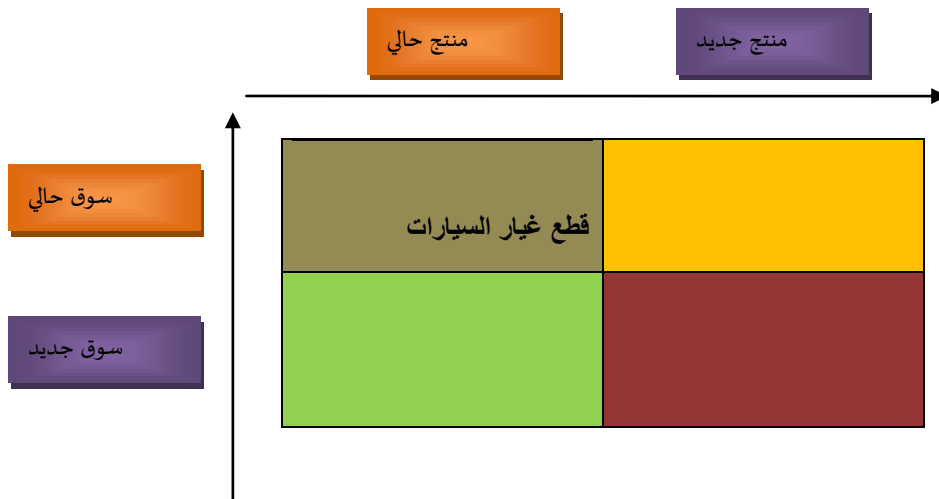 منتج جديد
منتج حالي
سوق حالي
قطع غيار السيارات
سوق جديد